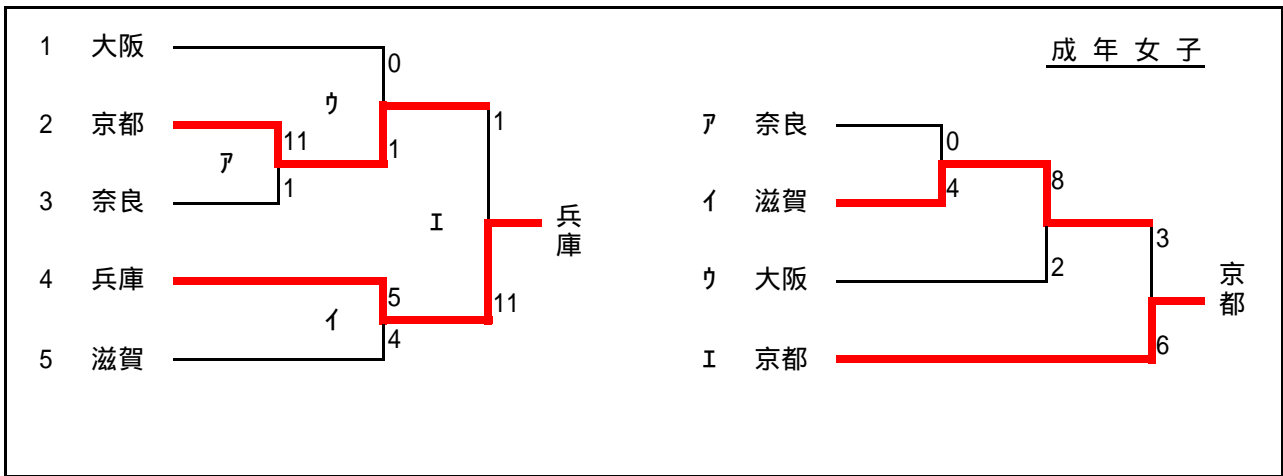 成年女子
1 大阪
0
ウ
2 京都
11
1
1
ア
1
3 奈良
エ
兵庫
4 兵庫
5
11
イ
4
5 滋賀
ア 奈良
0
4
8
イ 滋賀
3
2
ウ 大阪
京都
6
エ 京都